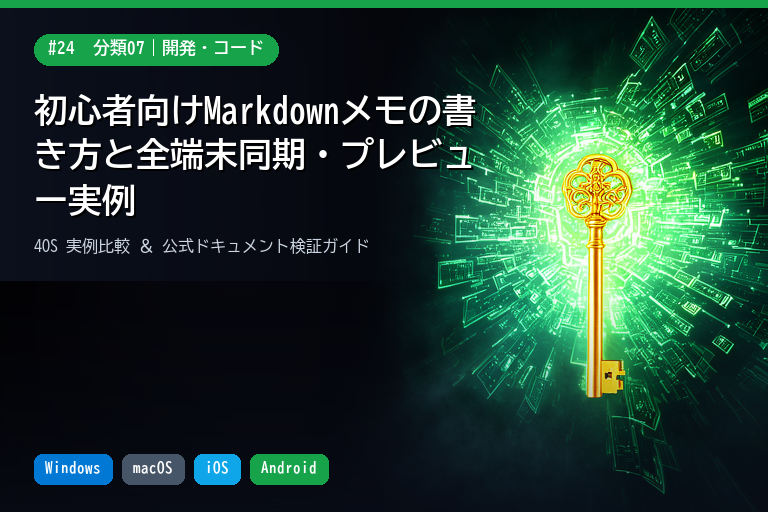 #24 分類07｜開発・コード
初心者向けMarkdownメモの書
き方と全端末同期・プレビュ
ー実例
4OS 実例比較 ＆ 公式ドキュメント検証ガイド
Windows macOS iOS Android